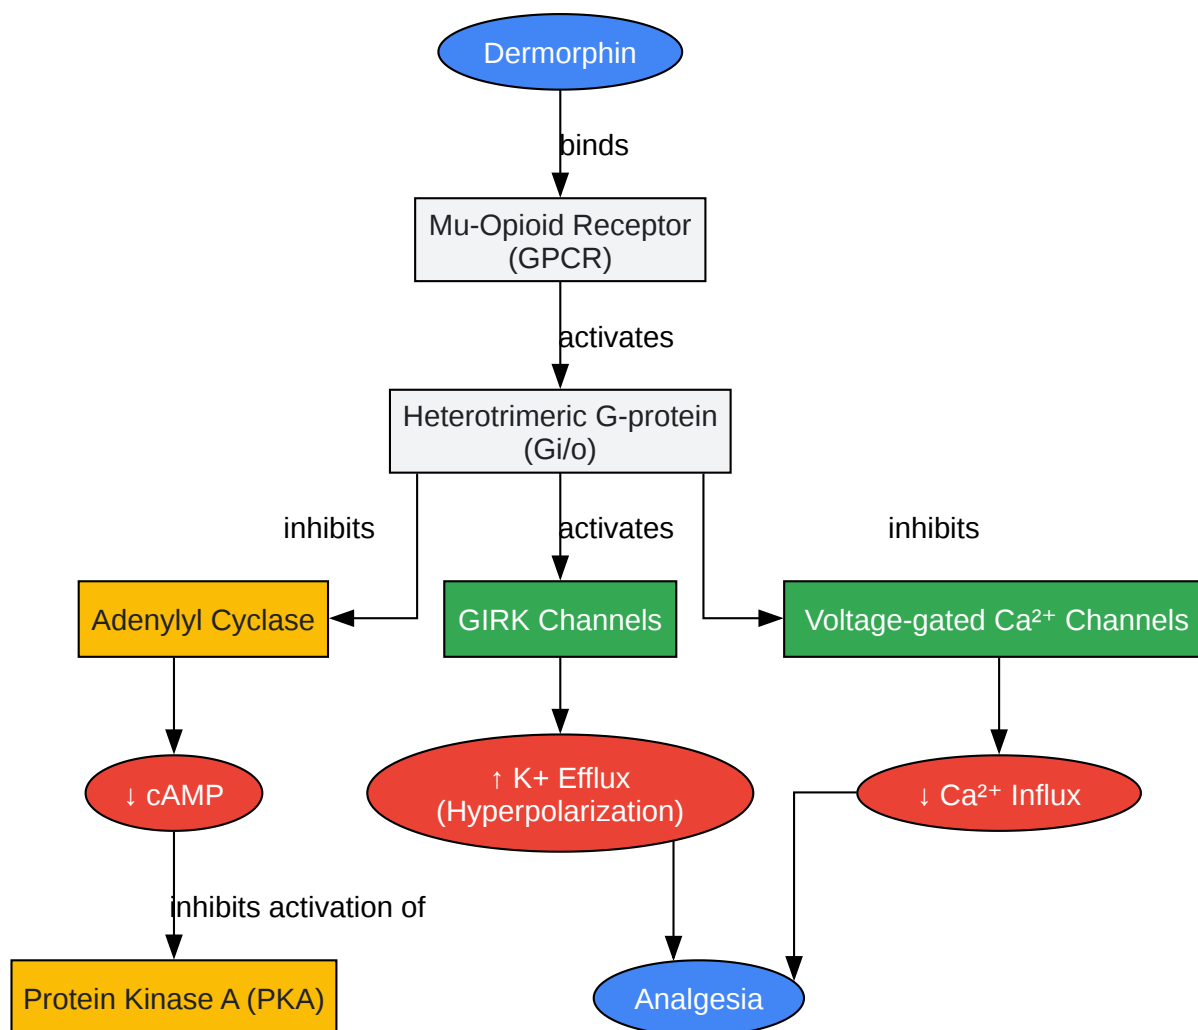 Dermorphin
binds
Mu-Opioid Receptor
(GPCR)
activates
Heterotrimeric G-protein
(Gi/o)
inhibits
activates
inhibits
Adenylyl Cyclase
GIRK Channels
Voltage-gated Ca²⁺ Channels
↓ cAMP
↑ K+ Efflux
(Hyperpolarization)
↓ Ca²⁺ Influx
inhibits activation of
Protein Kinase A (PKA)
Analgesia